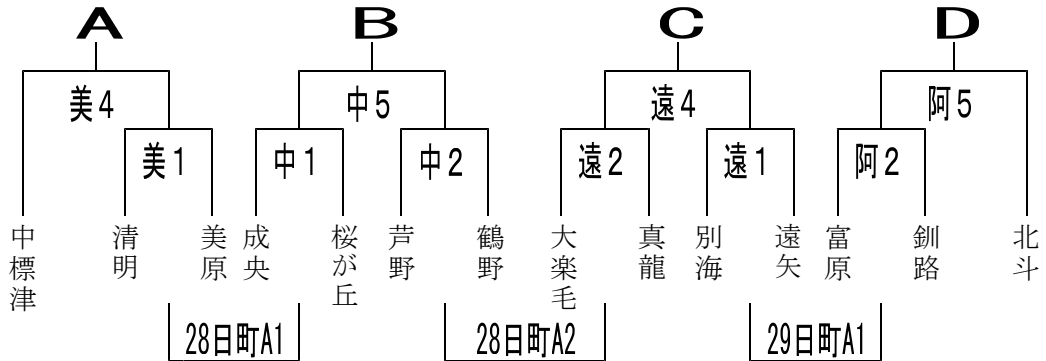 A B C D
美4 中5 遠4 阿5
美1 中1 中2 遠2 遠1 阿2
中標津
清明
美原
成央
桜が丘
芦野
鶴野
大楽毛
真龍
別海
遠矢
富原
釧路
北斗
28日町A1 28日町A2 29日町A1